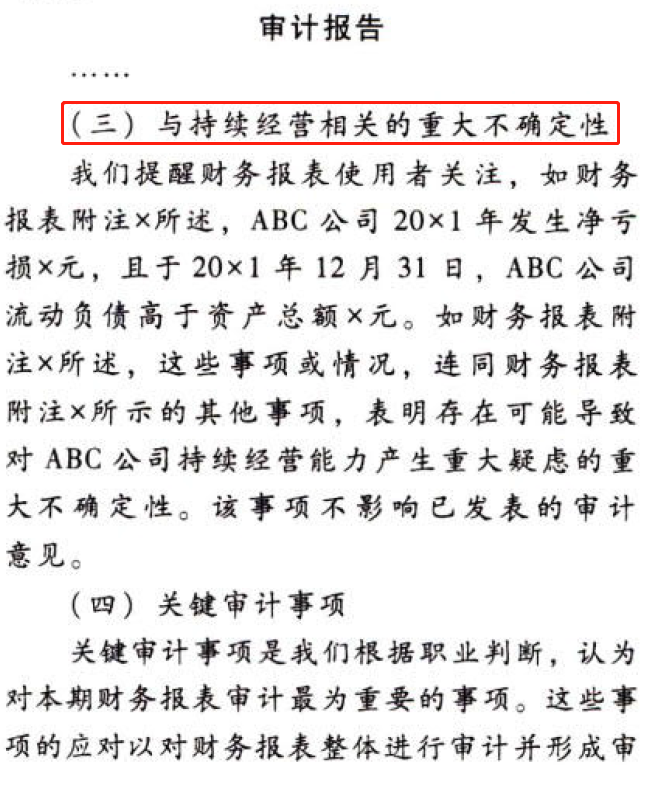 审计报告
……
（三）与持续经营相关的重大不确定性
我们提醒财务报表使用者关注，如财务
报表附注×所述，ABC 公司 20×1 年发生净亏
损×元，且于 20×1 年 12 月 31 日，ABC 公司
流动负债高于资产总额×元。如财务报表附
注×所述，这些事项或情况，连同财务报表
附注×所示的其他事项，表明存在可能导致
对 ABC 公司持续经营能力产生重大疑虑的重
大不确定性。该事项不影响已发表的审计
意见。
（四）关键审计事项
关键审计事项是我们根据职业判断，认为
对本期财务报表审计最为重要的事项。这些事
项的应对以对财务报表整体进行审计并形成审